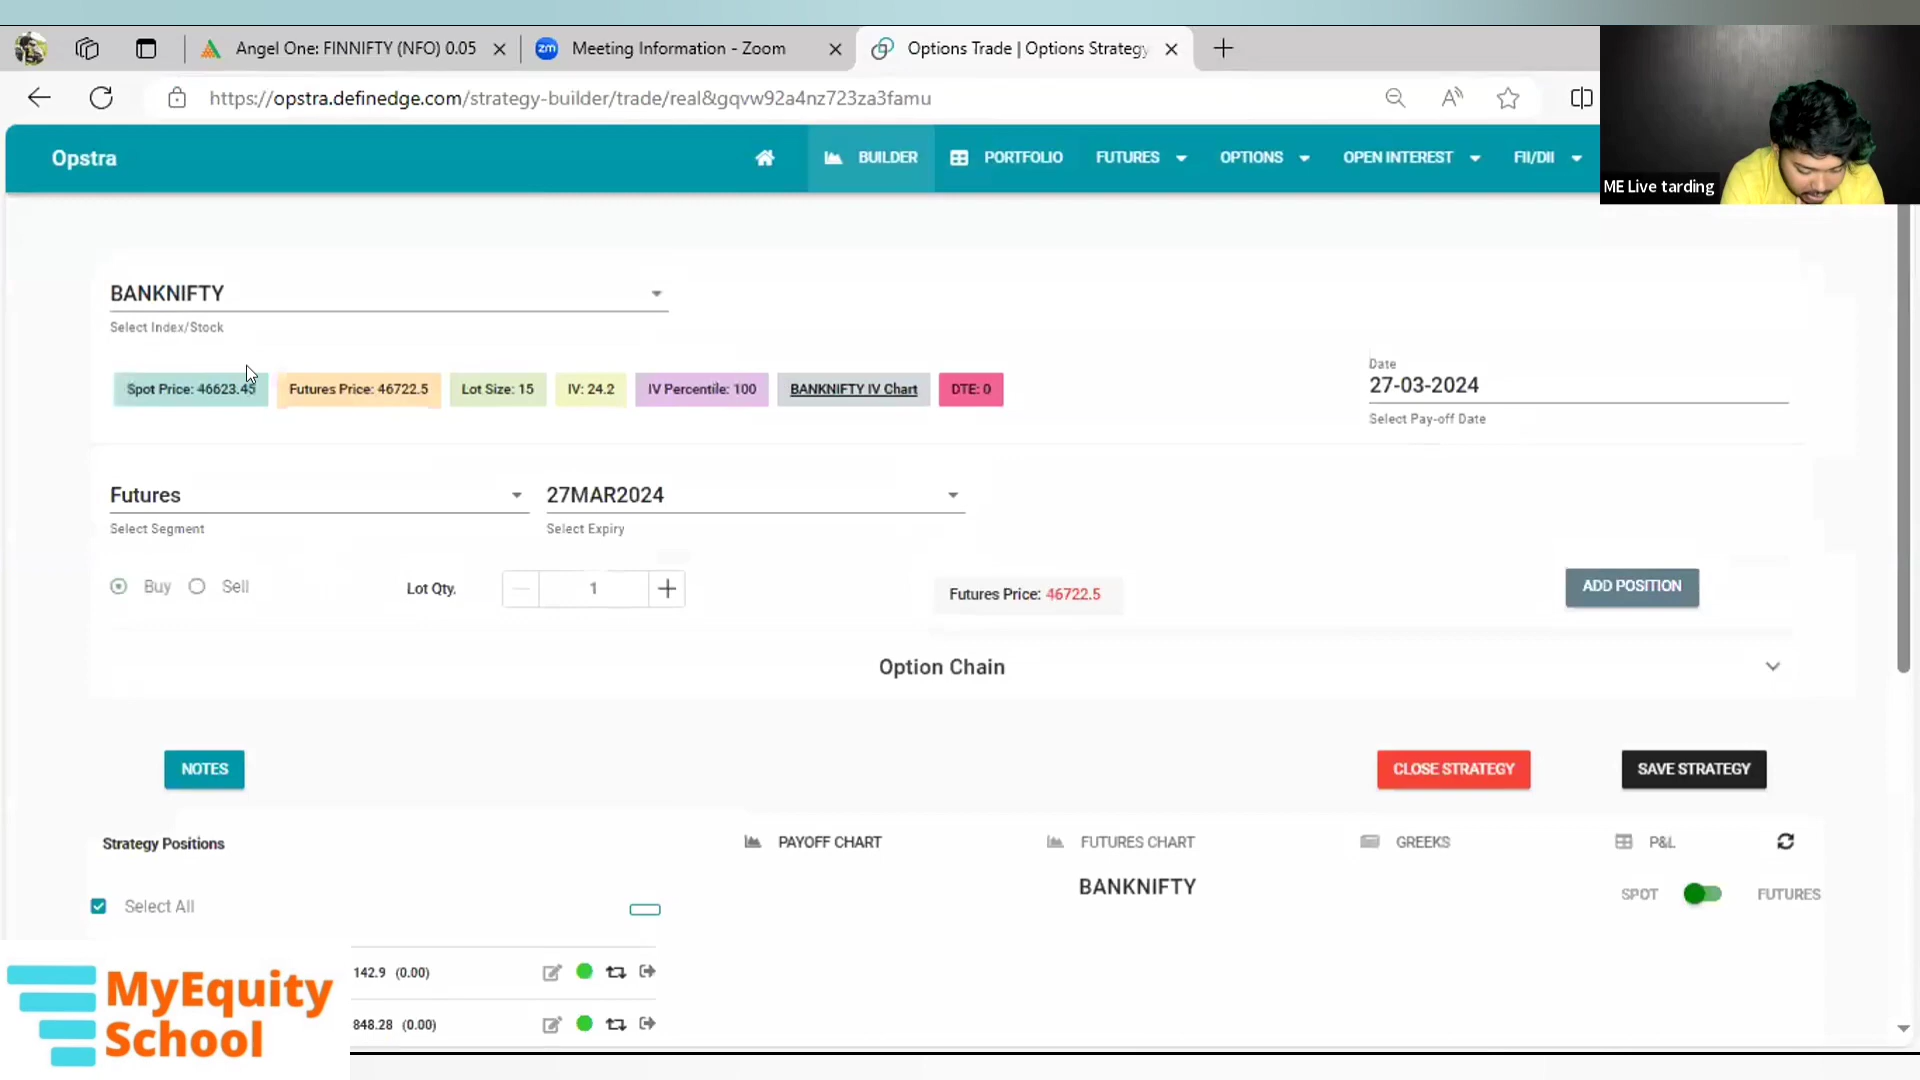 Angel One: FINNIFTY (NFO) 0.05
zm Meeting Information - Zoom
Options Trade | Options Strategy
https://opstra.definedge.com/strategy-builder/trade/real&gqvw92a4nz723za3famu
Opstra
BUILDER
PORTFOLIO
FUTURES
OPTIONS
OPEN INTEREST
FII/DII
ME Live tarding
BANKNIFTY
Select Index/Stock
Spot Price: 46623.45
Futures Price: 46722.5
Lot Size: 15
IV: 24.2
IV Percentile: 100
BANKNIFTY IV Chart
DTE: 0
Date
27-03-2024
Select Pay-off Date
Futures
27MAR2024
Select Segment
Select Expiry
Buy
Sell
Lot Qty.
1
Futures Price: 46722.5
ADD POSITION
Option Chain
NOTES
CLOSE STRATEGY
SAVE STRATEGY
Strategy Positions
PAYOFF CHART
FUTURES CHART
GREEKS
P&L
BANKNIFTY
SPOT
FUTURES
Select All
142.9 (0.00)
848.28 (0.00)
MyEquity
School